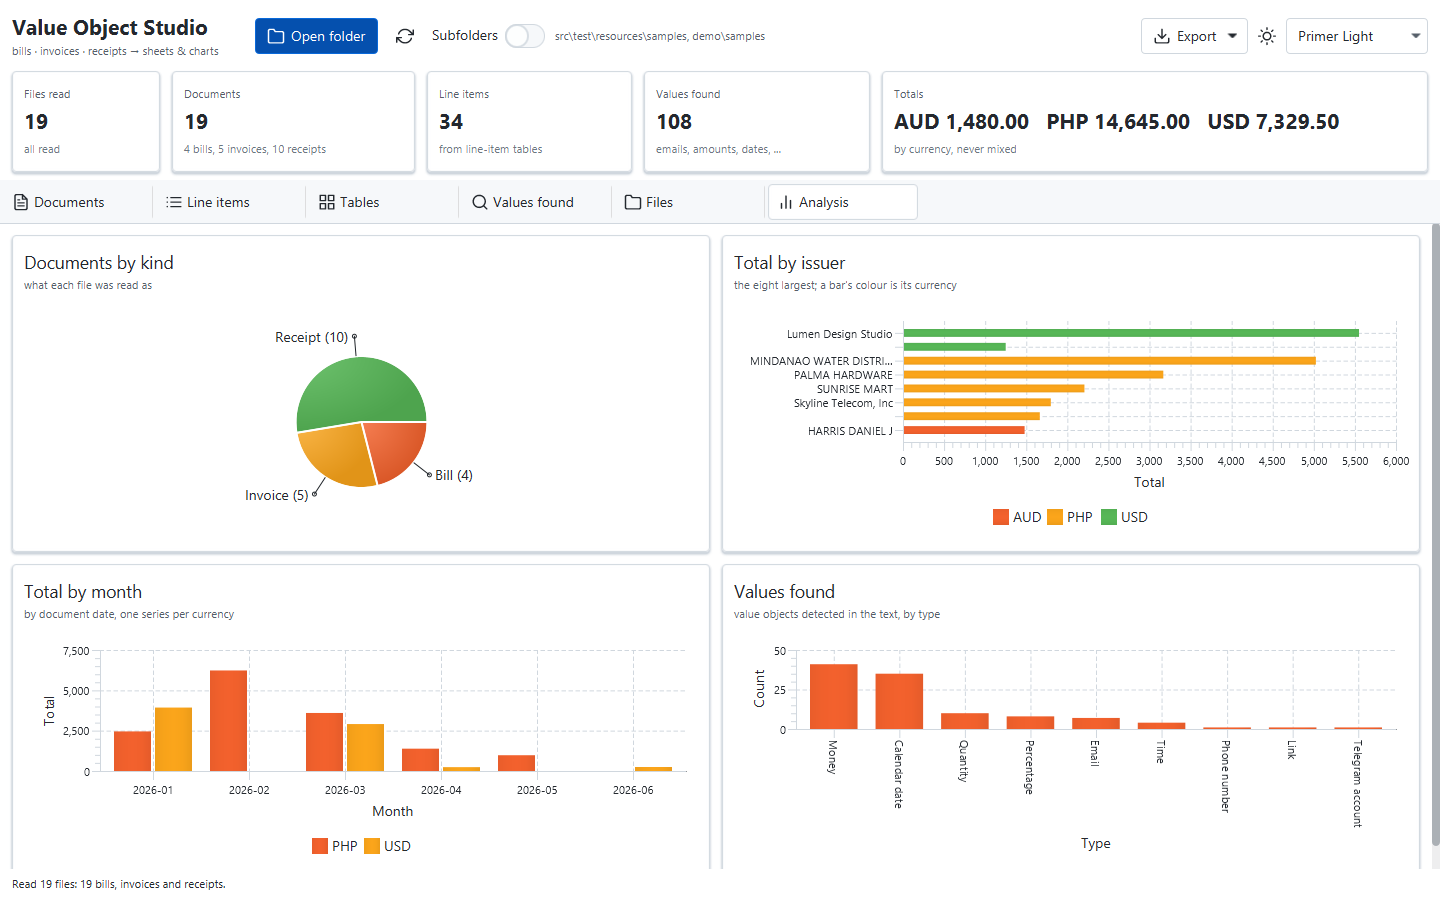 Value Object Studio
bills · invoices · receipts → sheets & charts
Open folder
Subfolders
src\test\resources\samples, demo\samples
Export
Primer Light
Files read
19
all read
Documents
19
4 bills, 5 invoices, 10 receipts
Line items
34
from line-item tables
Values found
108
emails, amounts, dates, ...
Totals
AUD 1,480.00 PHP 14,645.00 USD 7,329.50
by currency, never mixed
Documents
Line items
Tables
Values found
Files
Analysis
Documents by kind
what each file was read as
Receipt (10)
Bill (4)
Invoice (5)
Total by issuer
the eight largest; a bar's colour is its currency
Lumen Design Studio
MINDANAO WATER DISTRI...
PALMA HARDWARE
SUNRISE MART
Skyline Telecom, Inc
HARRIS DANIEL J
0 500 1,000 1,500 2,000 2,500 3,000 3,500 4,000 4,500 5,000 5,500 6,000
Total
AUD PHP USD
Total by month
by document date, one series per currency
7,500
5,000
2,500
0
Total
2026-01 2026-02 2026-03 2026-04 2026-05 2026-06
Month
PHP USD
Values found
value objects detected in the text, by type
50
25
0
Count
Money
Calendar date
Quantity
Percentage
Email
Time
Phone number
Link
Telegram account
Type
Read 19 files: 19 bills, invoices and receipts.